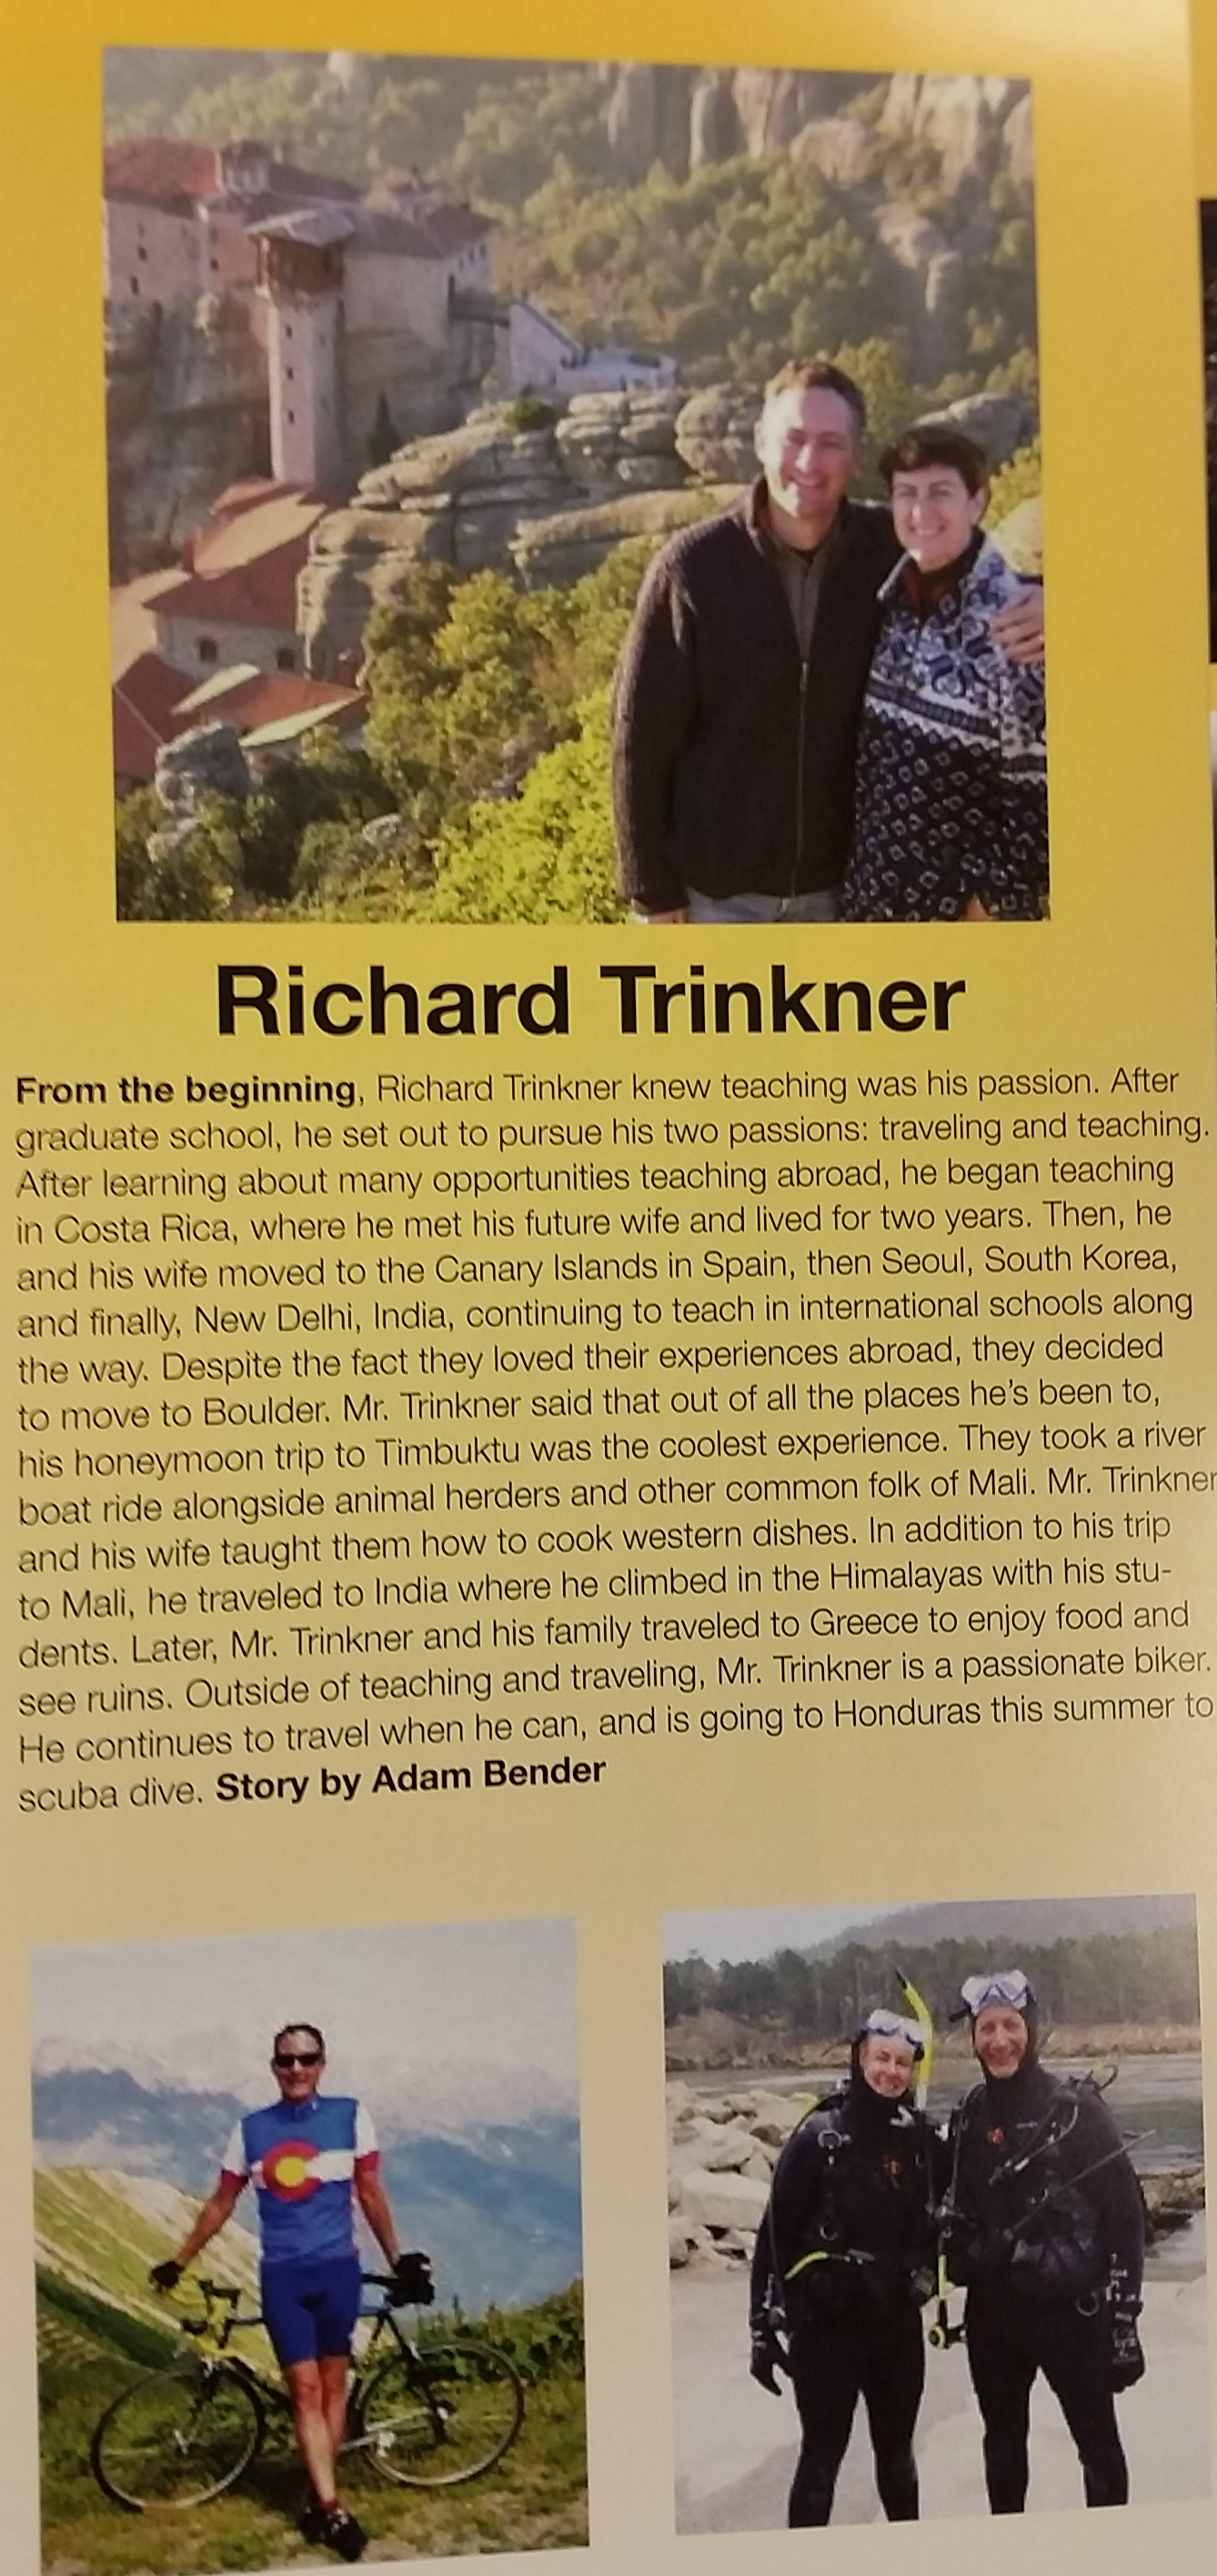 Richard Trinkner
From the beginning, Richard Trinkner knew teaching was his passion. After
graduate school, he set out to pursue his two passions: traveling and teaching.
After learning about many opportunities teaching abroad, he began teaching
in Costa Rica, where he met his future wife and lived for two years. Then, he
and his wife moved to the Canary Islands in Spain, then Seoul, South Korea,
and finally, New Delhi, India, continuing to teach in international schools along
the way. Despite the fact they loved their experiences abroad, they decided
to move to Boulder. Mr. Trinkner said that out of all the places he's been to,
his honeymoon trip to Timbuktu was the coolest experience. They took a river
boat ride alongside animal herders and other common folk of Mali. Mr. Trinkner
and his wife taught them how to cook western dishes. In addition to his trip
to Mali, he traveled to India where he climbed in the Himalayas with his stu-
dents. Later, Mr. Trinkner and his family traveled to Greece to enjoy food and
see ruins. Outside of teaching and traveling, Mr. Trinkner is a passionate biker.
He continues to travel when he can, and is going to Honduras this summer to
scuba dive. Story by Adam Bender